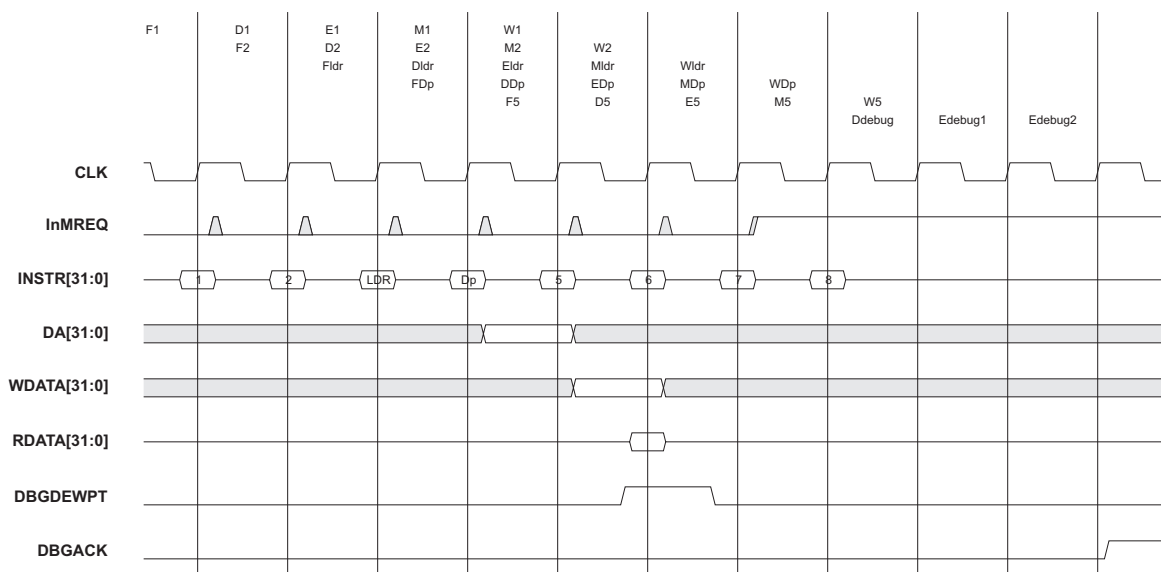 F1 D1 E1 M1 W1
F2 D2 E2 M2 W2
Fldr Dldr Eldr Mldr Wldr
FDp DDp EDp MDp WDp
F5 D5 E5 M5 W5
Ddebug Edebug1 Edebug2
CLK
InMREQ
INSTR[31:0] 1 2 LDR Dp 5 6 7 8
DA[31:0]
WDATA[31:0]
RDATA[31:0]
DBGDEWPT
DBGACK